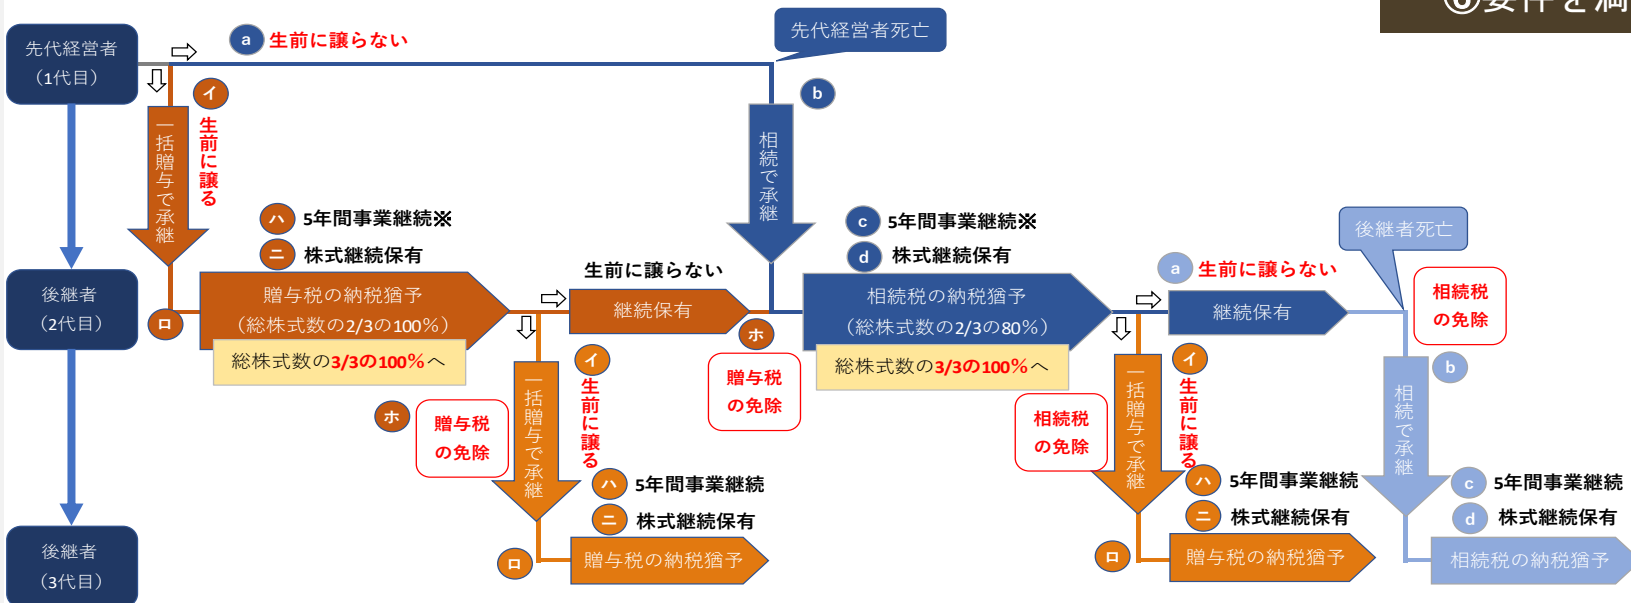 ⑥要件を満
先代経営者
（1代目）
a 生前に譲らない
先代経営者死亡
イ
生前に譲る
一括贈与で承継
b
相続で承継
ハ 5年間事業継続※
ニ 株式継続保有
c 5年間事業継続※
d 株式継続保有
後継者死亡
後継者
（2代目）
ロ
贈与税の納税猶予
（総株式数の2/3の100％）
総株式数の3/3の100％へ
生前に譲らない
継続保有
ホ
贈与税
の免除
相続税の納税猶予
（総株式数の2/3の80％）
総株式数の3/3の100％へ
a 生前に譲らない
継続保有
相続税
の免除
ホ
贈与税
の免除
イ
生前に譲る
一括贈与で承継
相続税
の免除
イ
生前に譲る
一括贈与で承継
b
相続で承継
ハ 5年間事業継続
ニ 株式継続保有
ハ 5年間事業継続
ニ 株式継続保有
c 5年間事業継続
d 株式継続保有
後継者
（3代目）
ロ
贈与税の納税猶予
ロ
贈与税の納税猶予
相続税の納税猶予